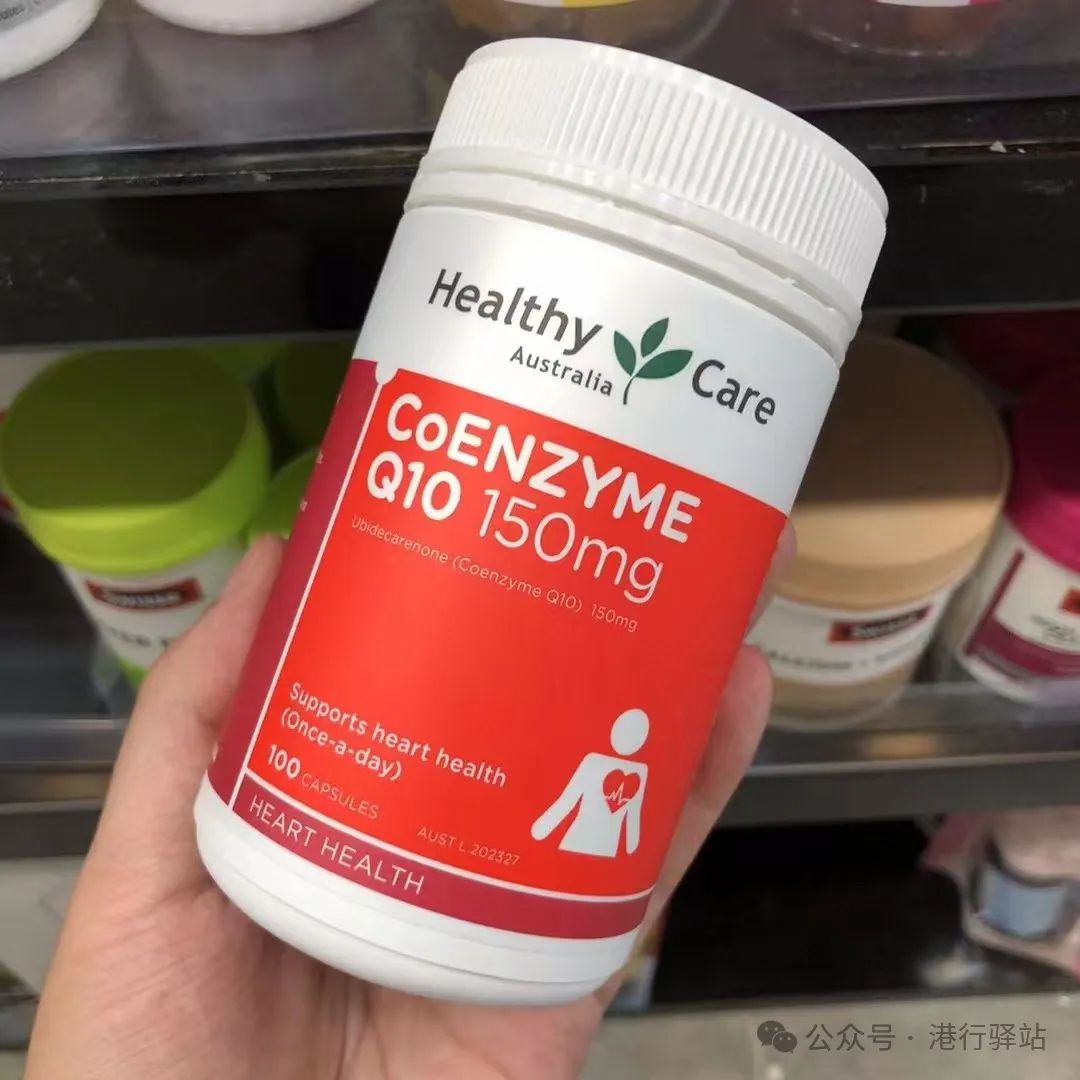 Healthy Care
Australia
CoENZYME
Q10 150mg
Ubidecarenone (Coenzyme Q10) 150mg
Supports heart health
(Once-a-day)
100 CAPSULES
AUST L 202327
HEART HEALTH
公众号 · 港行驿站